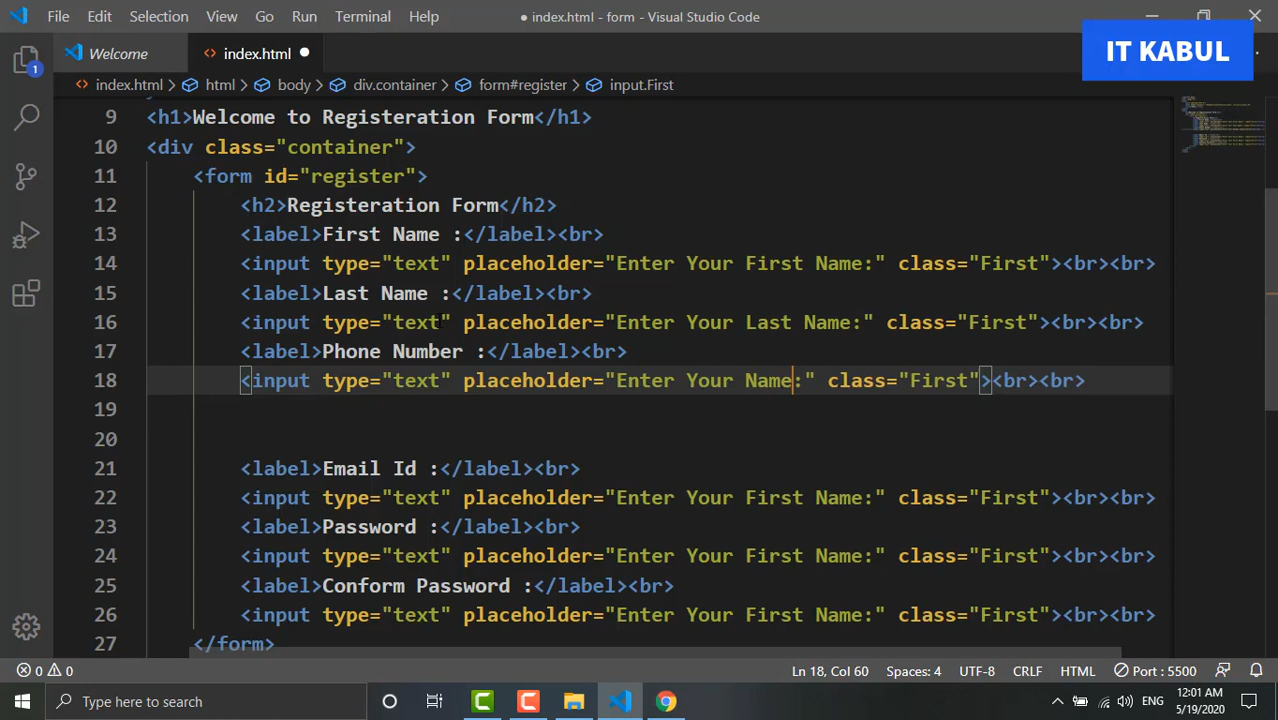 File Edit Selection View Go Run Terminal Help
● index.html - form - Visual Studio Code
IT KABUL
Welcome
<> index.html ●
1
<> index.html > html > body > div.container > form#register > input.First
9 <h1>Welcome to Registeration Form</h1>
10 <div class="container">
11 <form id="register">
12 <h2>Registeration Form</h2>
13 <label>First Name :</label><br>
14 <input type="text" placeholder="Enter Your First Name:" class="First"><br><br>
15 <label>Last Name :</label><br>
16 <input type="text" placeholder="Enter Your Last Name:" class="First"><br><br>
17 <label>Phone Number :</label><br>
18 <input type="text" placeholder="Enter Your Name:" class="First"><br><br>
19
20
21 <label>Email Id :</label><br>
22 <input type="text" placeholder="Enter Your First Name:" class="First"><br><br>
23 <label>Password :</label><br>
24 <input type="text" placeholder="Enter Your First Name:" class="First"><br><br>
25 <label>Conform Password :</label><br>
26 <input type="text" placeholder="Enter Your First Name:" class="First"><br><br>
27 </form>
0 0 Ln 18, Col 60 Spaces: 4 UTF-8 CRLF HTML Port : 5500
Type here to search
ENG
12:01 AM
5/19/2020